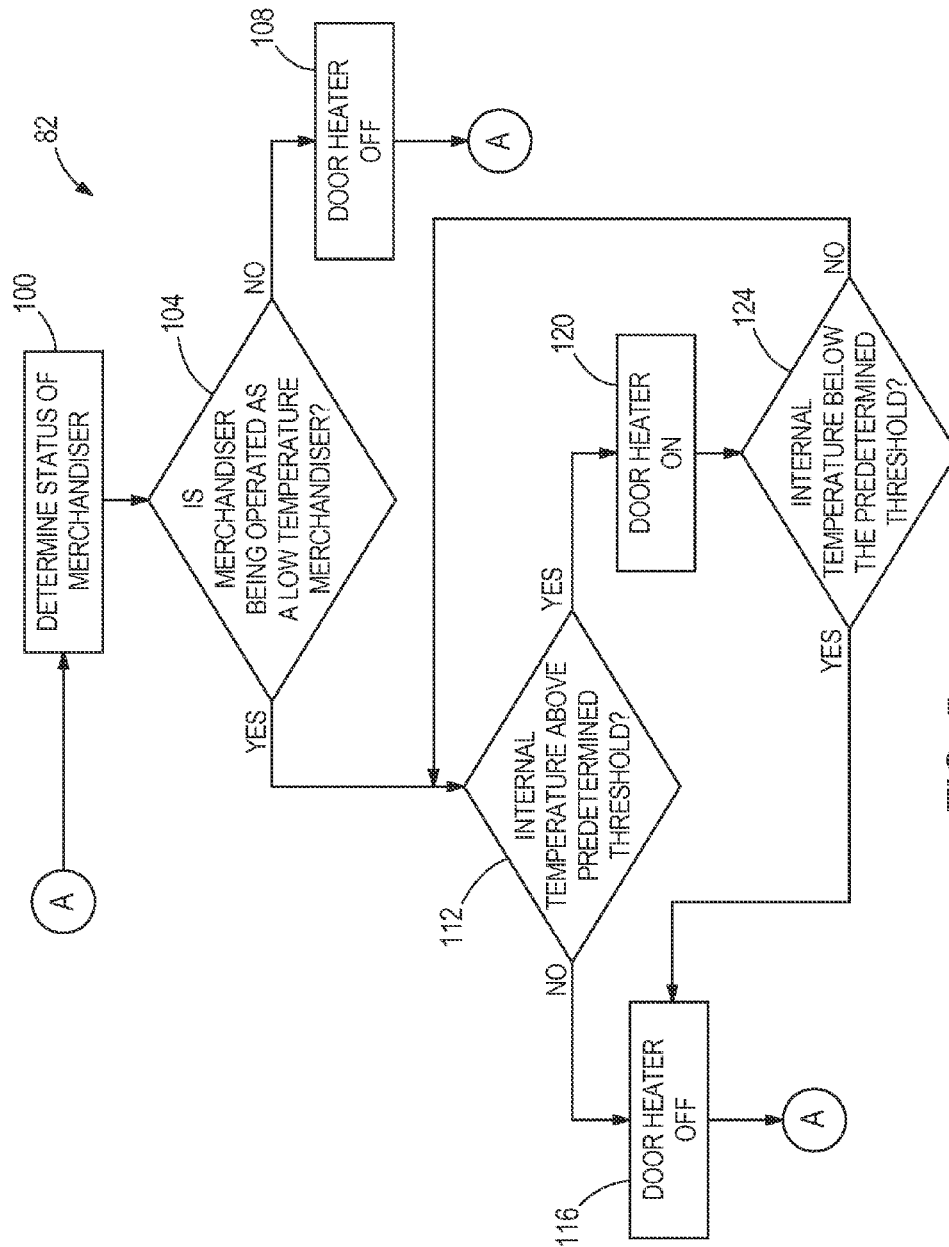 82
A
100
DETERMINE STATUS OF
MERCHANDISER
104
IS
MERCHANDISER
BEING OPERATED AS
A LOW TEMPERATURE
MERCHANDISER?
YES
NO
108
DOOR HEATER
OFF
A
112
INTERNAL
TEMPERATURE ABOVE
PREDETERMINED
THRESHOLD?
NO
YES
116
DOOR HEATER
OFF
A
120
DOOR HEATER
ON
124
INTERNAL
TEMPERATURE BELOW
THE PREDETERMINED
THRESHOLD?
YES
NO